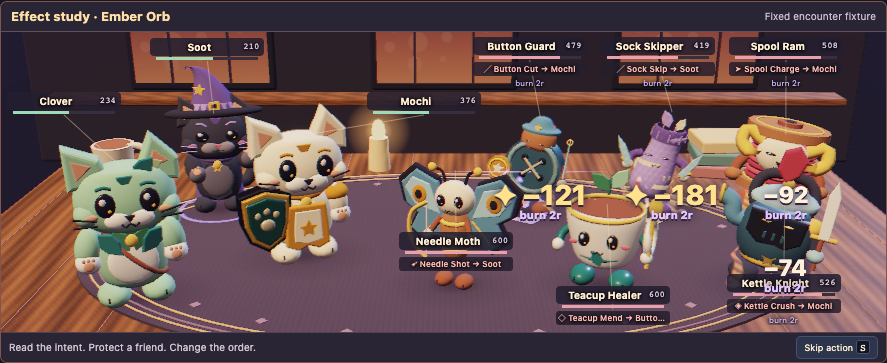 Effect study · Ember Orb
Fixed encounter fixture
Soot 210
Button Guard 479
Button Cut → Mochi
burn 2r
Sock Skipper 419
Sock Skip → Soot
burn 2r
Spool Ram 508
Spool Charge → Mochi
burn 2r
Clover 234
Mochi 376
−121
burn 2r
−181
burn 2r
−92
burn 2r
Needle Moth 600
Needle Shot → Soot
−74
burn 2r
Kettle Knight 526
Kettle Crush → Mochi
burn 2r
Teacup Healer 600
Teacup Mend → Butto...
Read the intent. Protect a friend. Change the order.
Skip action S